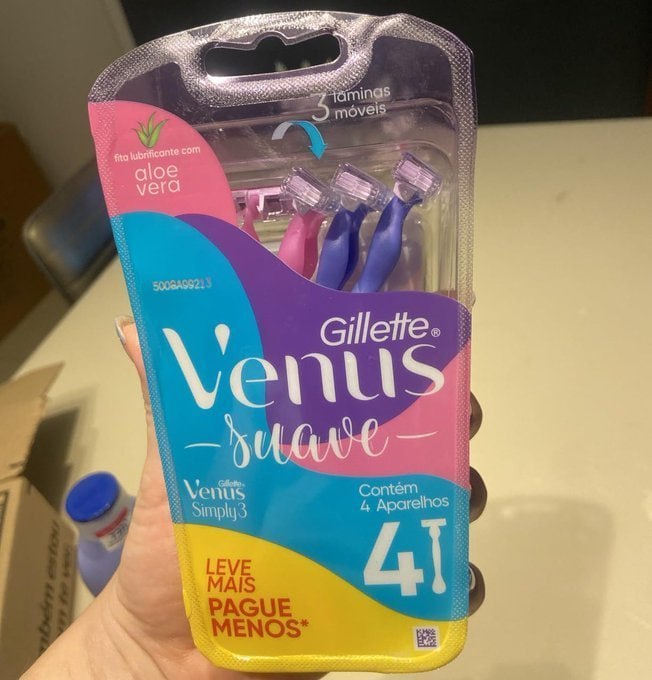 3 lâminas
móveis
fita lubrificante com
aloe
vera
5008A99213
Gillette®
Venus
suave
Gillette®
Venus
Simply3
Contém
4 Aparelhos
4
LEVE
MAIS
PAGUE
MENOS*